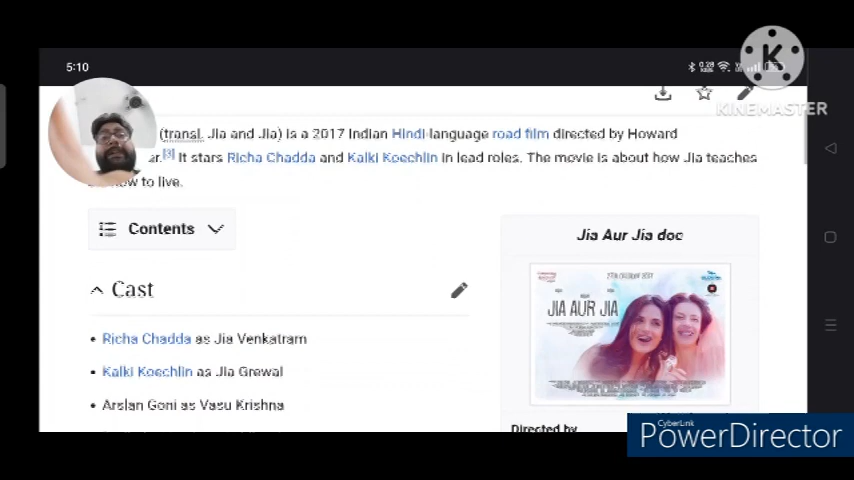 5:10
KINEMASTER
(transl. Jia and Jia) is a 2017 Indian Hindi-language road film directed by Howard
[3] It stars Richa Chadda and Kalki Koechlin in lead roles. The movie is about how Jia teaches
to live.
Contents
Jia Aur Jia doc
Cast
JIA AUR JIA
Richa Chadda as Jia Venkatram
Kalki Koechlin as Jia Grewal
Arslan Goni as Vasu Krishna
Directed by
CyberLink
PowerDirector